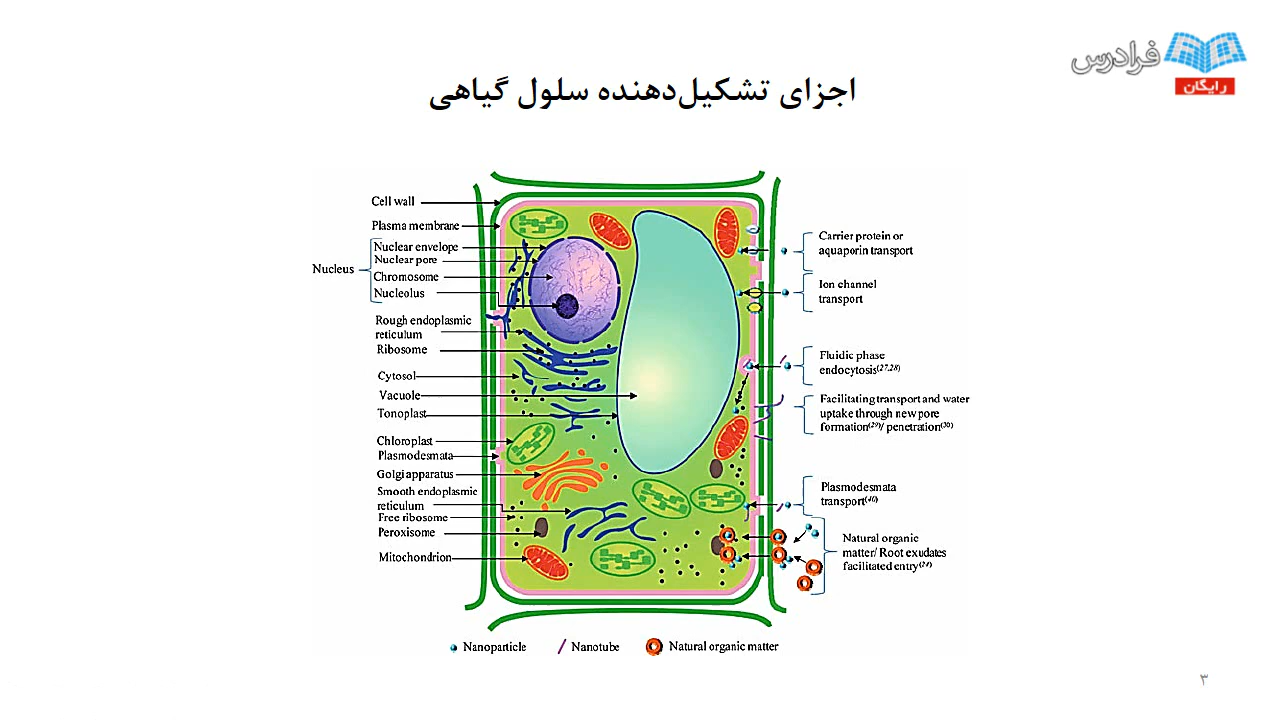 فرادرس
رایگان
اجزای تشکیل‌دهنده سلول گیاهی
Cell wall
Plasma membrane
Nucleus
Nuclear envelope
Nuclear pore
Chromosome
Nucleolus
Rough endoplasmic
reticulum
Ribosome
Cytosol
Vacuole
Tonoplast
Chloroplast
Plasmodesmata
Golgi apparatus
Smooth endoplasmic
reticulum
Free ribosome
Peroxisome
Mitochondrion
Carrier protein or
aquaporin transport
Ion channel
transport
Fluidic phase
endocytosis(27,28)
Facilitating transport and water
uptake through new pore
formation(29)/ penetration(30)
Plasmodesmata
transport(40)
Natural organic
matter/ Root exudates
facilitated entry(24)
Nanoparticle
Nanotube
Natural organic matter
۳